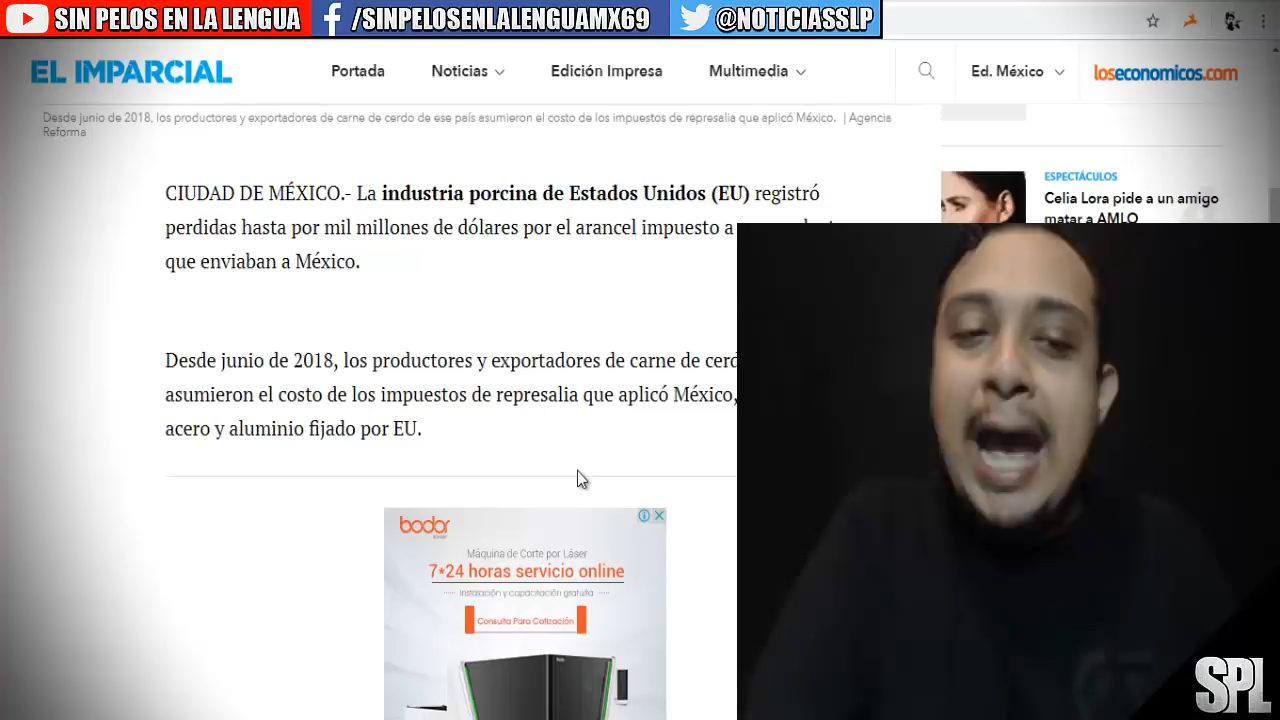 SIN PELOS EN LA LENGUA
/SINPELOSENLALENGUAMX69
@NOTICIASSLP
EL IMPARCIAL
Portada
Noticias
Edición Impresa
Multimedia
Ed. México
loseconomicos.com
Desde junio de 2018, los productores y exportadores de carne de cerdo de ese país asumieron el costo de los impuestos de represalia que aplicó México. | Agencia
Reforma
CIUDAD DE MÉXICO.- La industria porcina de Estados Unidos (EU) registró
perdidas hasta por mil millones de dólares por el arancel impuesto a
que enviaban a México.
Desde junio de 2018, los productores y exportadores de carne de
asumieron el costo de los impuestos de represalia que aplicó México,
acero y aluminio fijado por EU.
ESPECTÁCULOS
Celia Lora pide a un amigo
matar a AMLO
bodor
Máquina de Corte por Láser
7*24 horas servicio online
Instalación y capacitación gratuita
Consulta Para Cotización
SPL